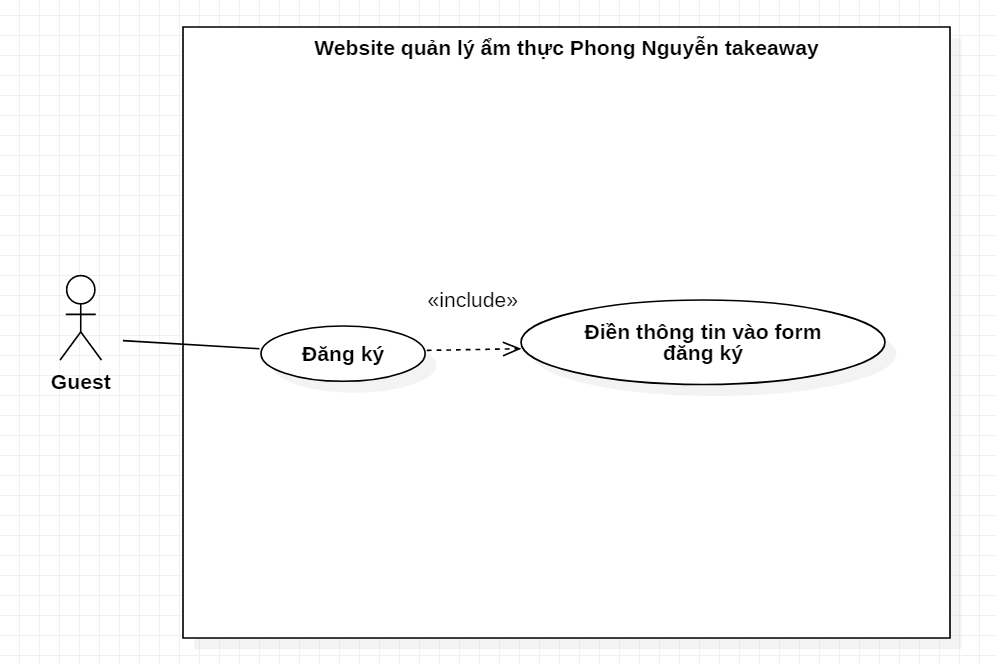 Website quản lý ẩm thực Phong Nguyễn takeaway
«include»
Điền thông tin vào form
đăng ký
Đăng ký
Guest